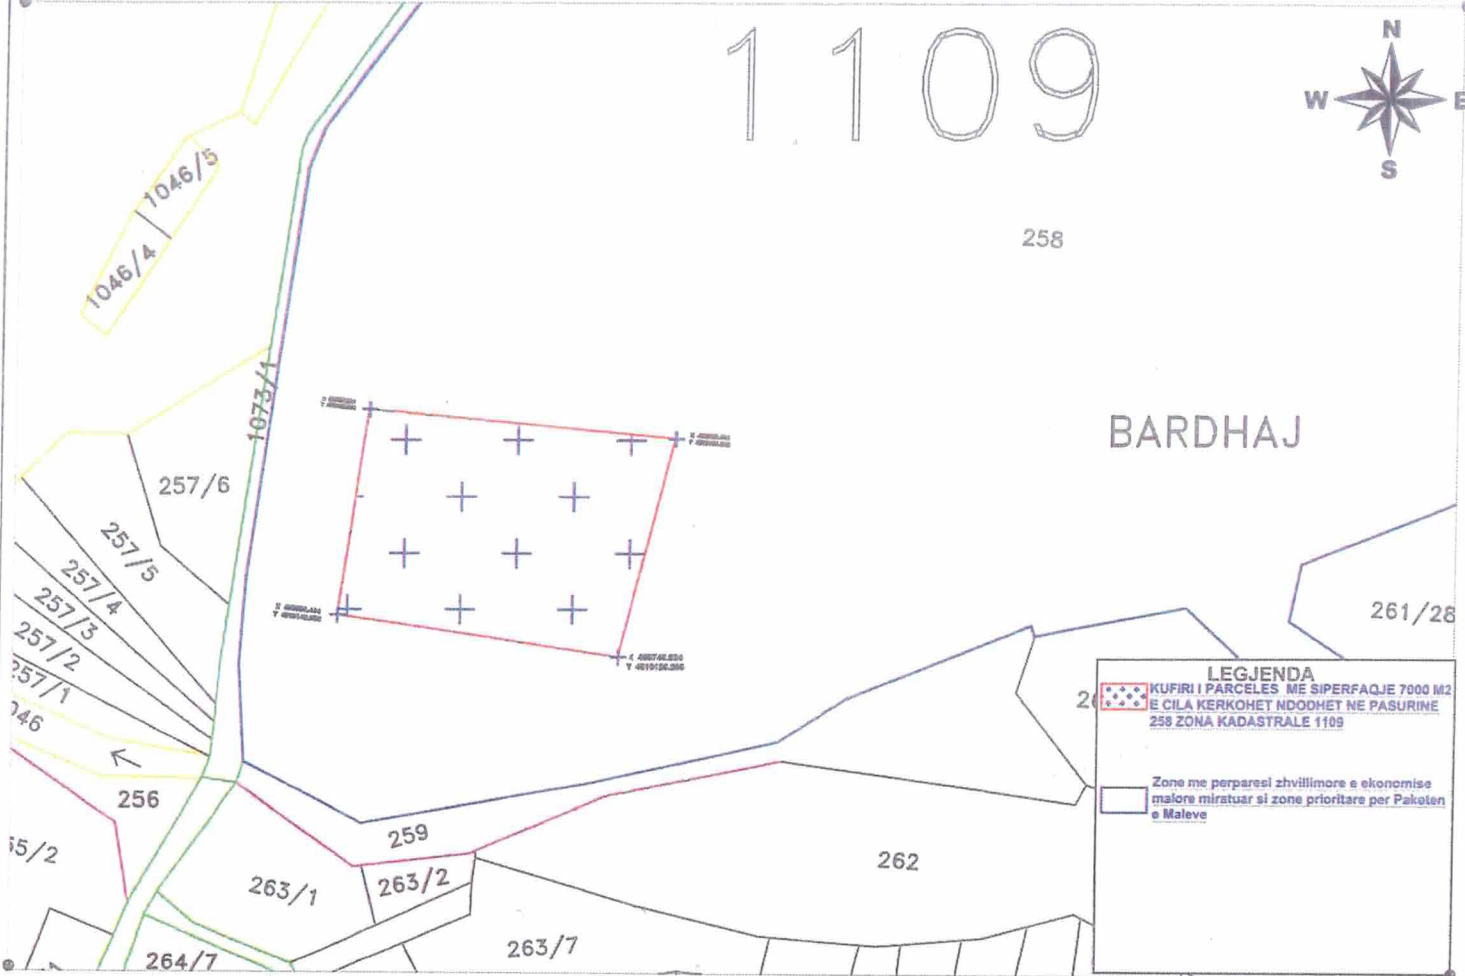 1109
N
W E
S
1046/5
258
1046/4
1073/1
BARDHAJ
257/6
257/5
257/4
261/28
257/3
257/2
257/1
LEGJENDA
KUFIRI I PARCELES ME SIPERFAQJE 7000 M2
E CILA KERKOHET NDODHET NE PASURINE
258 ZONA KADASTRALE 1109
046
Zone me perparesi zhvillimore e ekonomise
malore miratuar si zone prioritare per Paketen
e Maleve
256
259
55/2
262
263/1
263/2
263/7
264/7